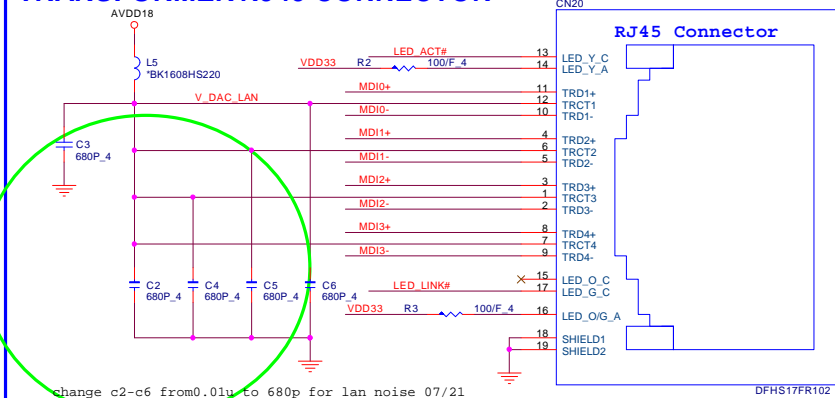 TRANSFORMER/RJ45 CONNECTOR
CN20
AVDD18
RJ45 Connector
L5
*BK1608HS220
VDD33
R2
100/F_4
LED_ACT#
13
LED_Y_C
14
LED_Y_A
V_DAC_LAN
MDI0+
11
TRD1+
12
TRCT1
MDI0-
10
TRD1-
C3
680P_4
MDI1+
4
TRD2+
6
TRCT2
MDI1-
5
TRD2-
MDI2+
3
TRD3+
1
TRCT3
MDI2-
2
TRD3-
MDI3+
8
TRD4+
7
TRCT4
MDI3-
9
TRD4-
C2
680P_4
C4
680P_4
C5
680P_4
C6
680P_4
15
LED_O_C
LED_LINK#
17
LED_G_C
VDD33
R3
100/F_4
16
LED_O/G_A
18
SHIELD1
19
SHIELD2
change c2-c6 from0.01u to 680p for lan noise 07/21
DFHS17FR102